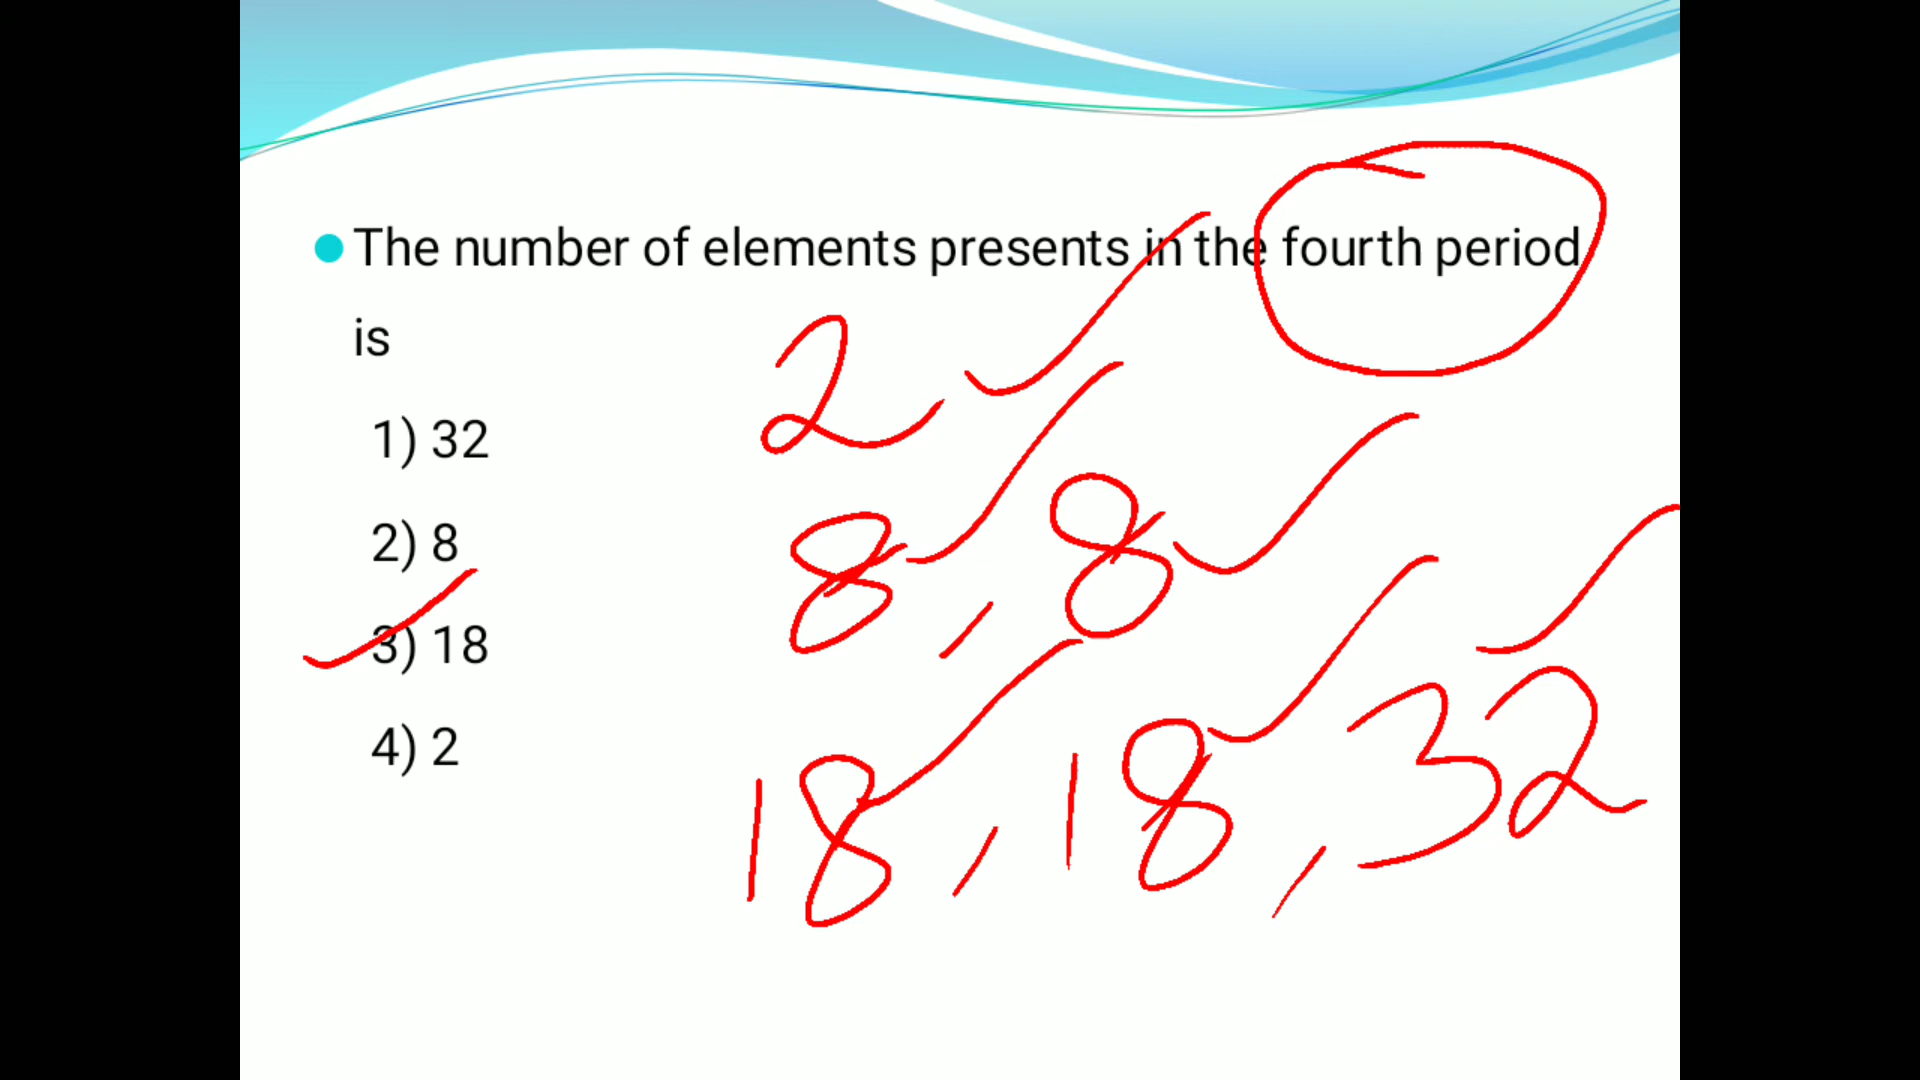 The number of elements presents in the fourth period
is
1) 32
2) 8
3) 18
4) 2
2
8, 8
18, 18, 32